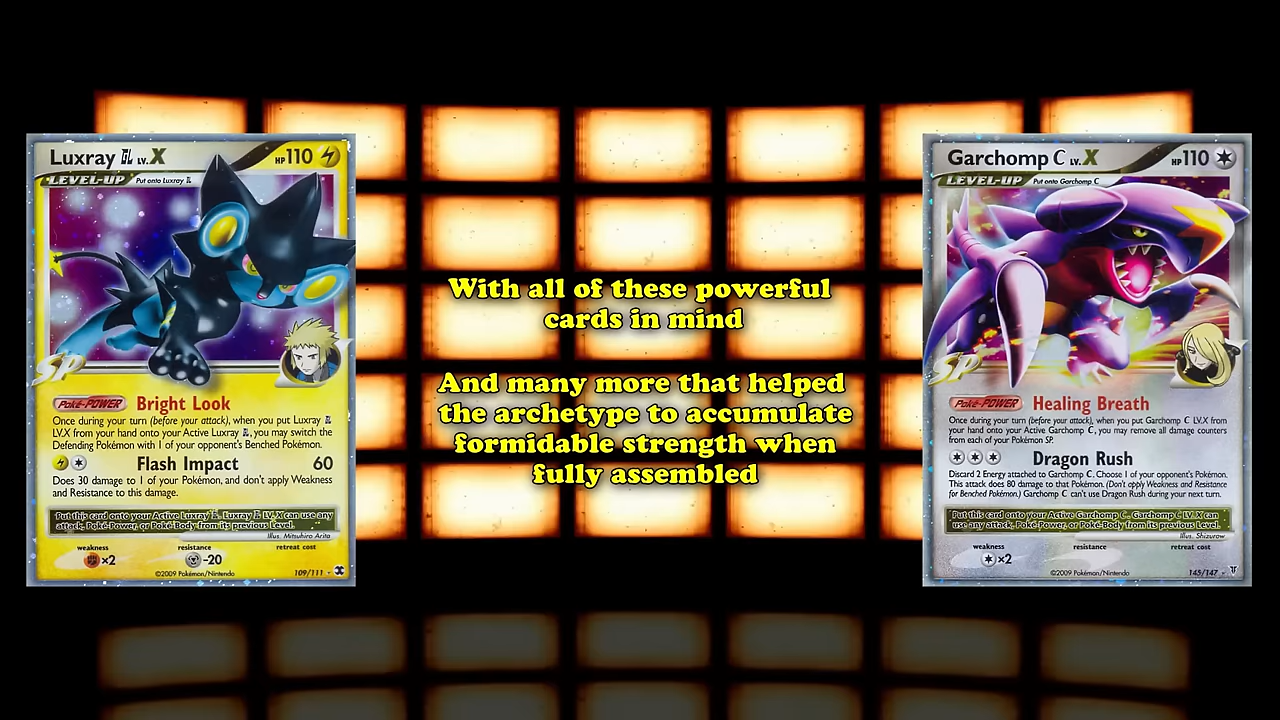 Luxray GL LV.X HP 110
LEVEL-UP Put onto Luxray GL
SP
Poké-POWER Bright Look
Once during your turn (before your attack), when you put Luxray GL
LV.X from your hand onto your Active Luxray GL, you may switch the
Defending Pokémon with 1 of your opponent's Benched Pokémon.
Flash Impact 60
Does 30 damage to 1 of your Pokémon, and don't apply Weakness
and Resistance to this damage.
Put this card onto your Active Luxray GL. Luxray GL LV.X can use any
attack, Poké-Power, or Poké-Body from its previous Level.
Illus. Mitsuhiro Arita
weakness resistance retreat cost
×2 -20
©2009 Pokémon/Nintendo 109/111
With all of these powerful
cards in mind
And many more that helped
the archetype to accumulate
formidable strength when
fully assembled
Garchomp C LV.X HP 110
LEVEL-UP Put onto Garchomp C
SP
Poké-POWER Healing Breath
Once during your turn (before your attack), when you put Garchomp C LV.X from
your hand onto your Active Garchomp C, you may remove all damage counters
from each of your Pokémon SP.
Dragon Rush
Discard 2 Energy attached to Garchomp C. Choose 1 of your opponent's Pokémon.
This attack does 80 damage to that Pokémon. (Don't apply Weakness and Resistance
for Benched Pokémon.) Garchomp C can't use Dragon Rush during your next turn.
Put this card onto your Active Garchomp C. Garchomp C LV.X can
use any attack, Poké-Power, or Poké-Body from its previous Level.
Illus. Shizurow
weakness resistance retreat cost
×2
©2009 Pokémon/Nintendo 145/147